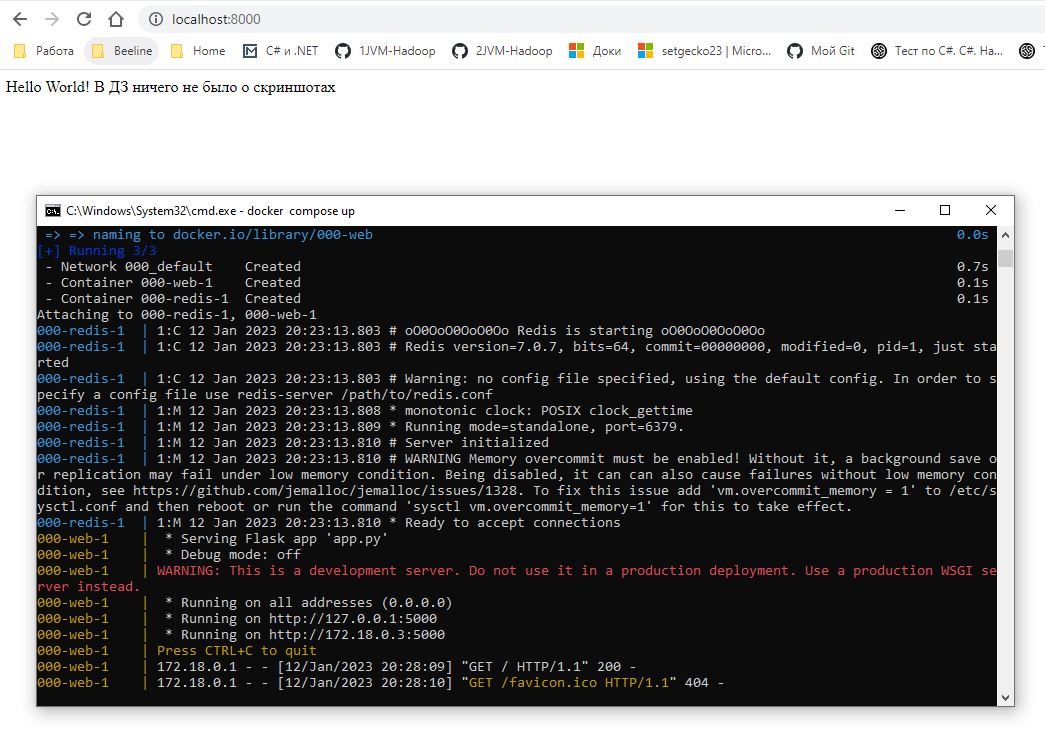 localhost:8000
Работа Beeline Home C# и .NET 1JVM-Hadoop 2JVM-Hadoop Доки setgecko23 | Micro... Мой Git Тест по C#. C#. На...
Hello World! В ДЗ ничего не было о скриншотах
C:\Windows\System32\cmd.exe - docker compose up
=> => naming to docker.io/library/000-web 0.0s
[+] Running 3/3
- Network 000_default Created 0.7s
- Container 000-web-1 Created 0.1s
- Container 000-redis-1 Created 0.1s
Attaching to 000-redis-1, 000-web-1
000-redis-1 | 1:C 12 Jan 2023 20:23:13.803 # oO0OoO0OoO0Oo Redis is starting oO0OoO0OoO0Oo
000-redis-1 | 1:C 12 Jan 2023 20:23:13.803 # Redis version=7.0.7, bits=64, commit=00000000, modified=0, pid=1, just sta
rted
000-redis-1 | 1:C 12 Jan 2023 20:23:13.803 # Warning: no config file specified, using the default config. In order to s
pecify a config file use redis-server /path/to/redis.conf
000-redis-1 | 1:M 12 Jan 2023 20:23:13.808 * monotonic clock: POSIX clock_gettime
000-redis-1 | 1:M 12 Jan 2023 20:23:13.809 * Running mode=standalone, port=6379.
000-redis-1 | 1:M 12 Jan 2023 20:23:13.810 # Server initialized
000-redis-1 | 1:M 12 Jan 2023 20:23:13.810 # WARNING Memory overcommit must be enabled! Without it, a background save o
r replication may fail under low memory condition. Being disabled, it can can also cause failures without low memory con
dition, see https://github.com/jemalloc/jemalloc/issues/1328. To fix this issue add 'vm.overcommit_memory = 1' to /etc/s
ysctl.conf and then reboot or run the command 'sysctl vm.overcommit_memory=1' for this to take effect.
000-redis-1 | 1:M 12 Jan 2023 20:23:13.810 * Ready to accept connections
000-web-1 | * Serving Flask app 'app.py'
000-web-1 | * Debug mode: off
000-web-1 | WARNING: This is a development server. Do not use it in a production deployment. Use a production WSGI se
rver instead.
000-web-1 | * Running on all addresses (0.0.0.0)
000-web-1 | * Running on http://127.0.0.1:5000
000-web-1 | * Running on http://172.18.0.3:5000
000-web-1 | Press CTRL+C to quit
000-web-1 | 172.18.0.1 - - [12/Jan/2023 20:28:09] "GET / HTTP/1.1" 200 -
000-web-1 | 172.18.0.1 - - [12/Jan/2023 20:28:10] "GET /favicon.ico HTTP/1.1" 404 -